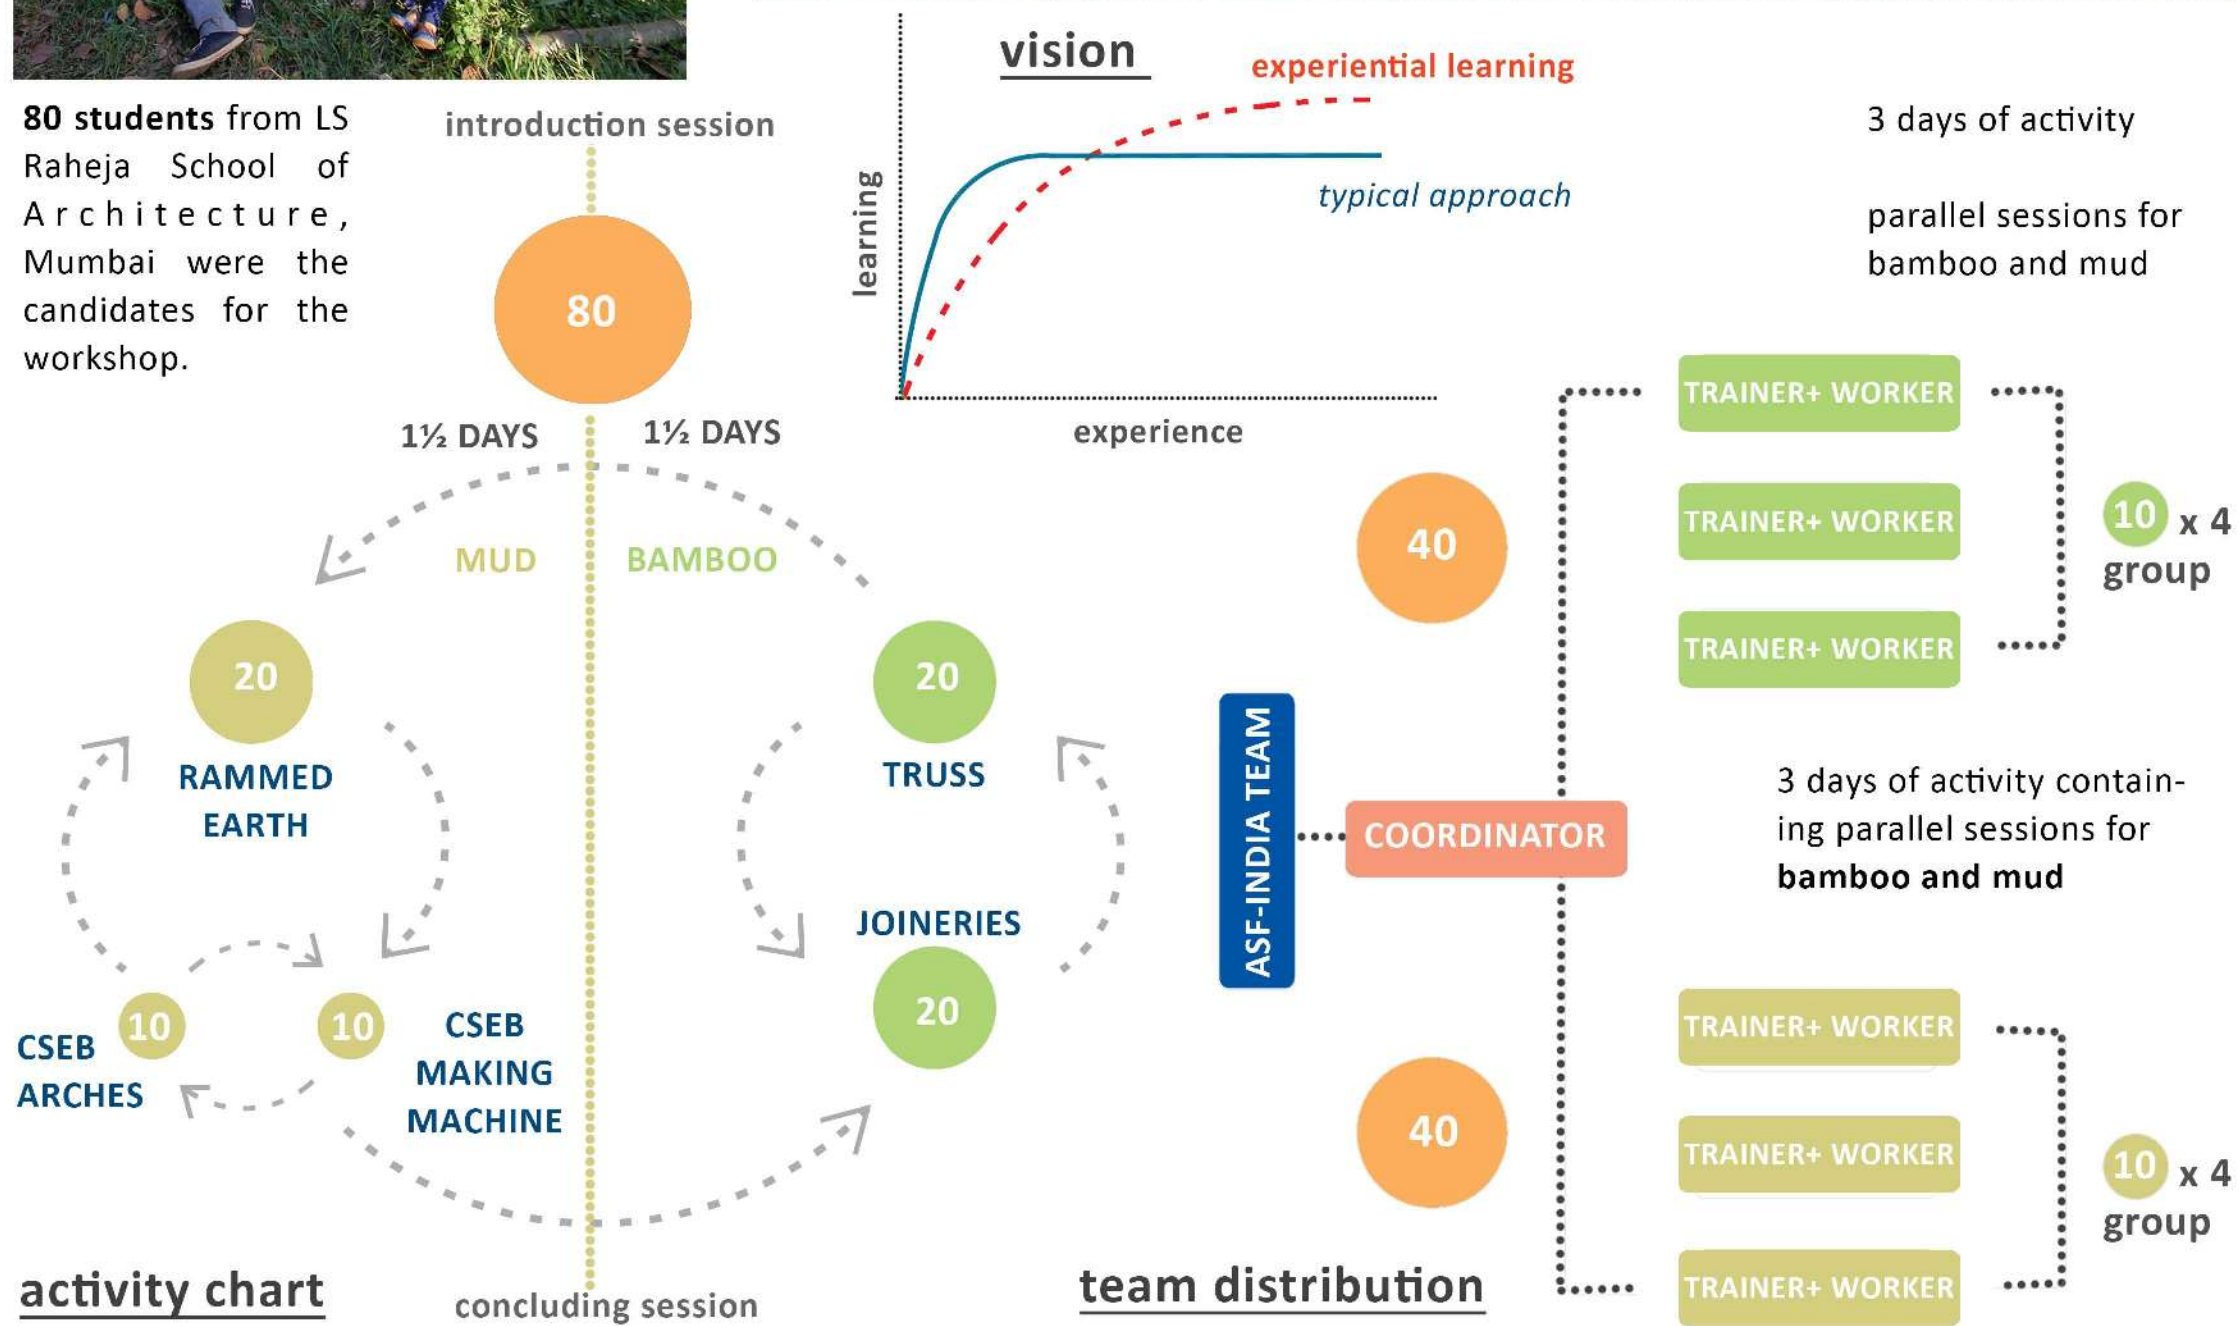 80 students from LS
Raheja School of
Architecture,
Mumbai were the
candidates for the
workshop.
introduction session
80
1½ DAYS
1½ DAYS
MUD
BAMBOO
20
RAMMED
EARTH
20
TRUSS
JOINERIES
20
10
CSEB
ARCHES
10
CSEB
MAKING
MACHINE
concluding session
activity chart
vision
experiential learning
typical approach
learning
experience
3 days of activity
parallel sessions for
bamboo and mud
40
TRAINER+ WORKER
TRAINER+ WORKER
TRAINER+ WORKER
10 x 4
group
ASF-INDIA TEAM
COORDINATOR
3 days of activity contain-
ing parallel sessions for
bamboo and mud
40
TRAINER+ WORKER
TRAINER+ WORKER
TRAINER+ WORKER
10 x 4
group
team distribution